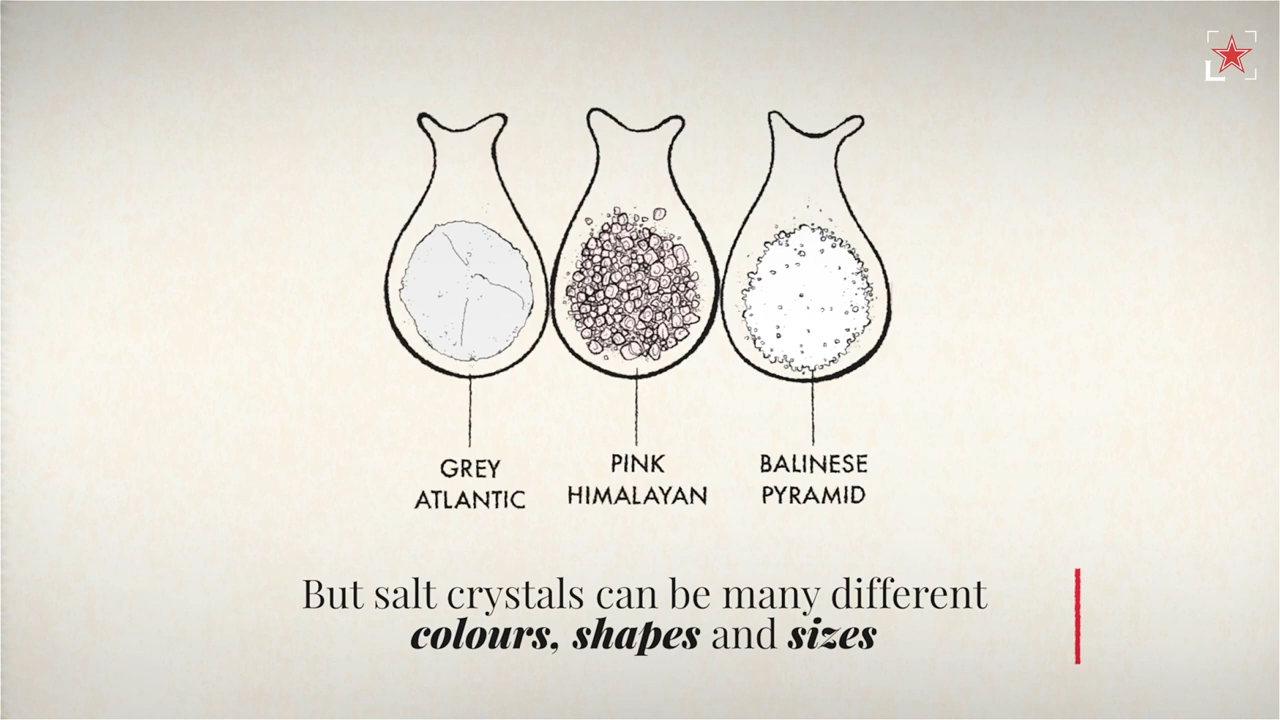 GREY
ATLANTIC
PINK
HIMALAYAN
BALINESE
PYRAMID
But salt crystals can be many different
colours, shapes and sizes